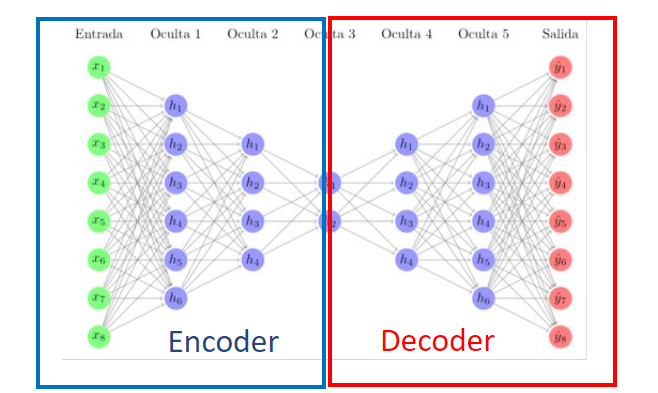 Entrada Oculta 1 Oculta 2 Oculta 3 Oculta 4 Oculta 5 Salida
x₁ ŷ₁
x₂ h₁ h₁ ŷ₂
x₃ h₂ h₁ h₁ h₂ ŷ₃
x₄ h₃ h₂ h₁ h₂ h₃ ŷ₄
x₅ h₄ h₃ h₂ h₃ h₄ ŷ₅
x₆ h₅ h₄ h₄ h₅ ŷ₆
x₇ h₆ h₆ ŷ₇
x₈ ŷ₈
Encoder Decoder